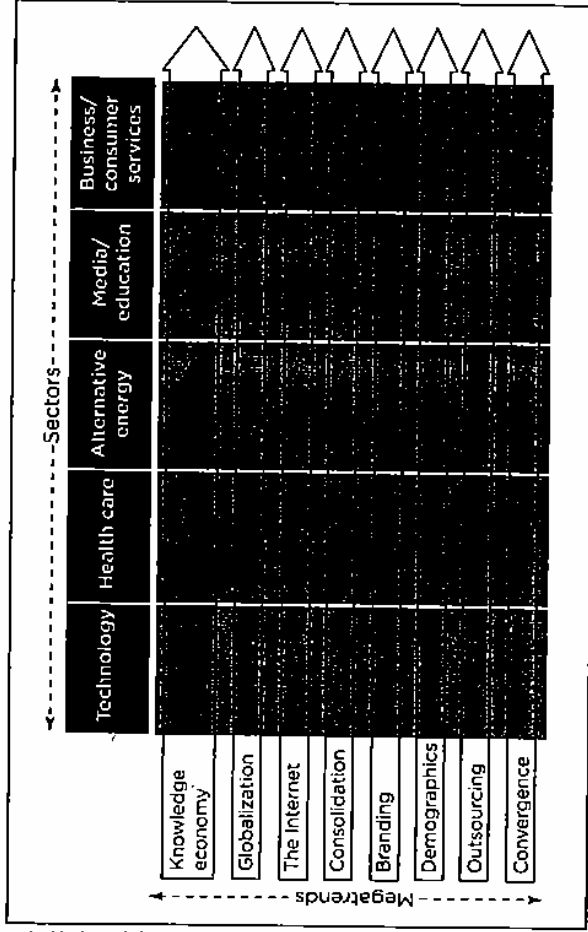 Sectors
Technology
Health care
Alternative
energy
Media/
education
Business/
consumer
services
Megatrends
Knowledge
economy
Globalization
The Internet
Consolidation
Branding
Demographics
Outsourcing
Convergence